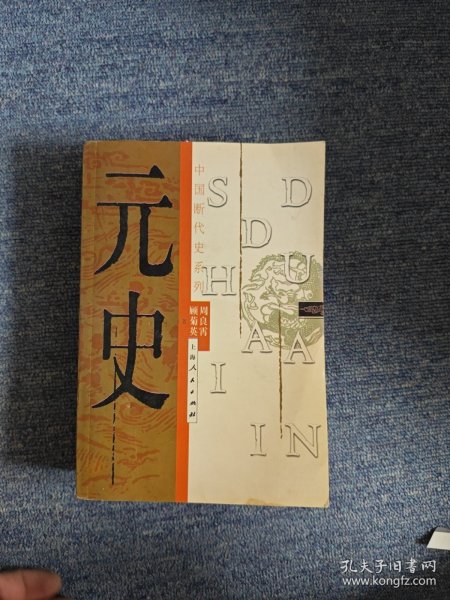 元史
中国断代史系列
周良霄
顾菊英
上海人民出版社
SHI
DAI
DUAN
孔夫子旧书网
www.kongfz.com